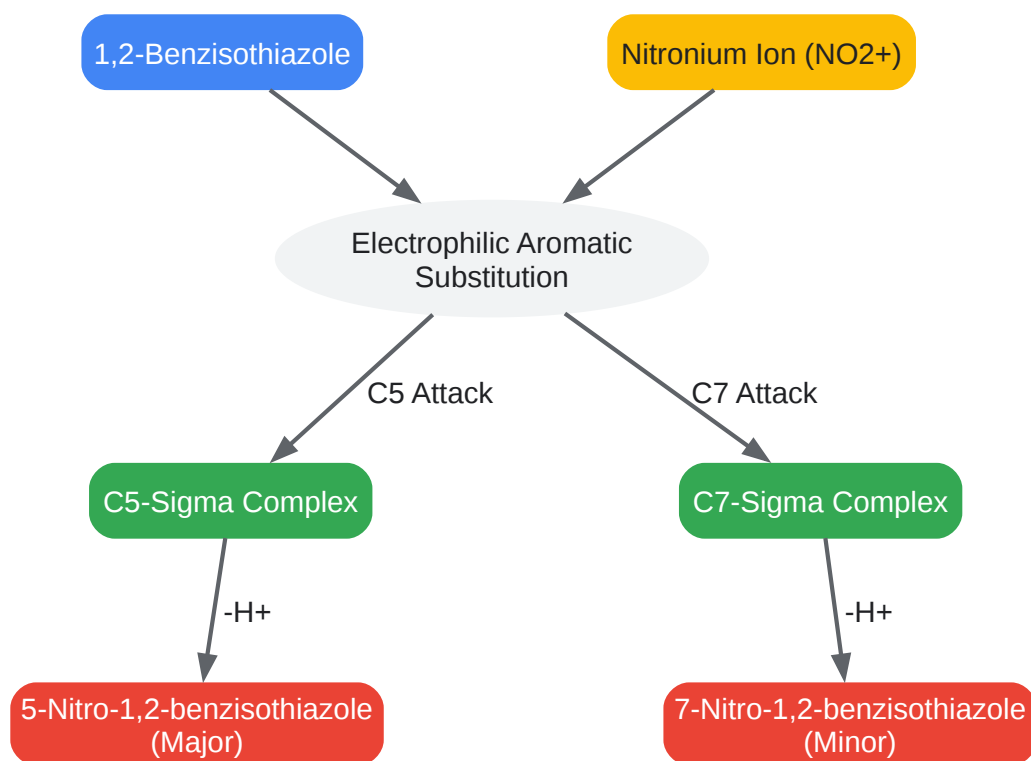 1,2-Benzisothiazole
Nitronium Ion (NO2+)
Electrophilic Aromatic
Substitution
C5 Attack
C7 Attack
C5-Sigma Complex
C7-Sigma Complex
-H+
-H+
5-Nitro-1,2-benzisothiazole
(Major)
7-Nitro-1,2-benzisothiazole
(Minor)